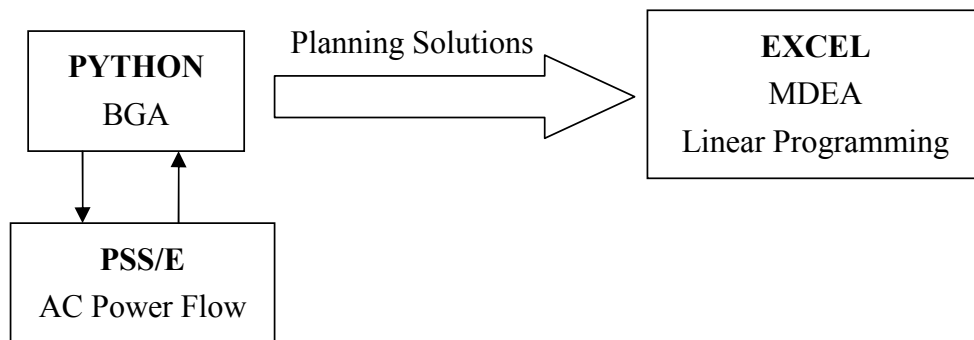 PYTHON
BGA
Planning Solutions
EXCEL
MDEA
Linear Programming
PSS/E
AC Power Flow